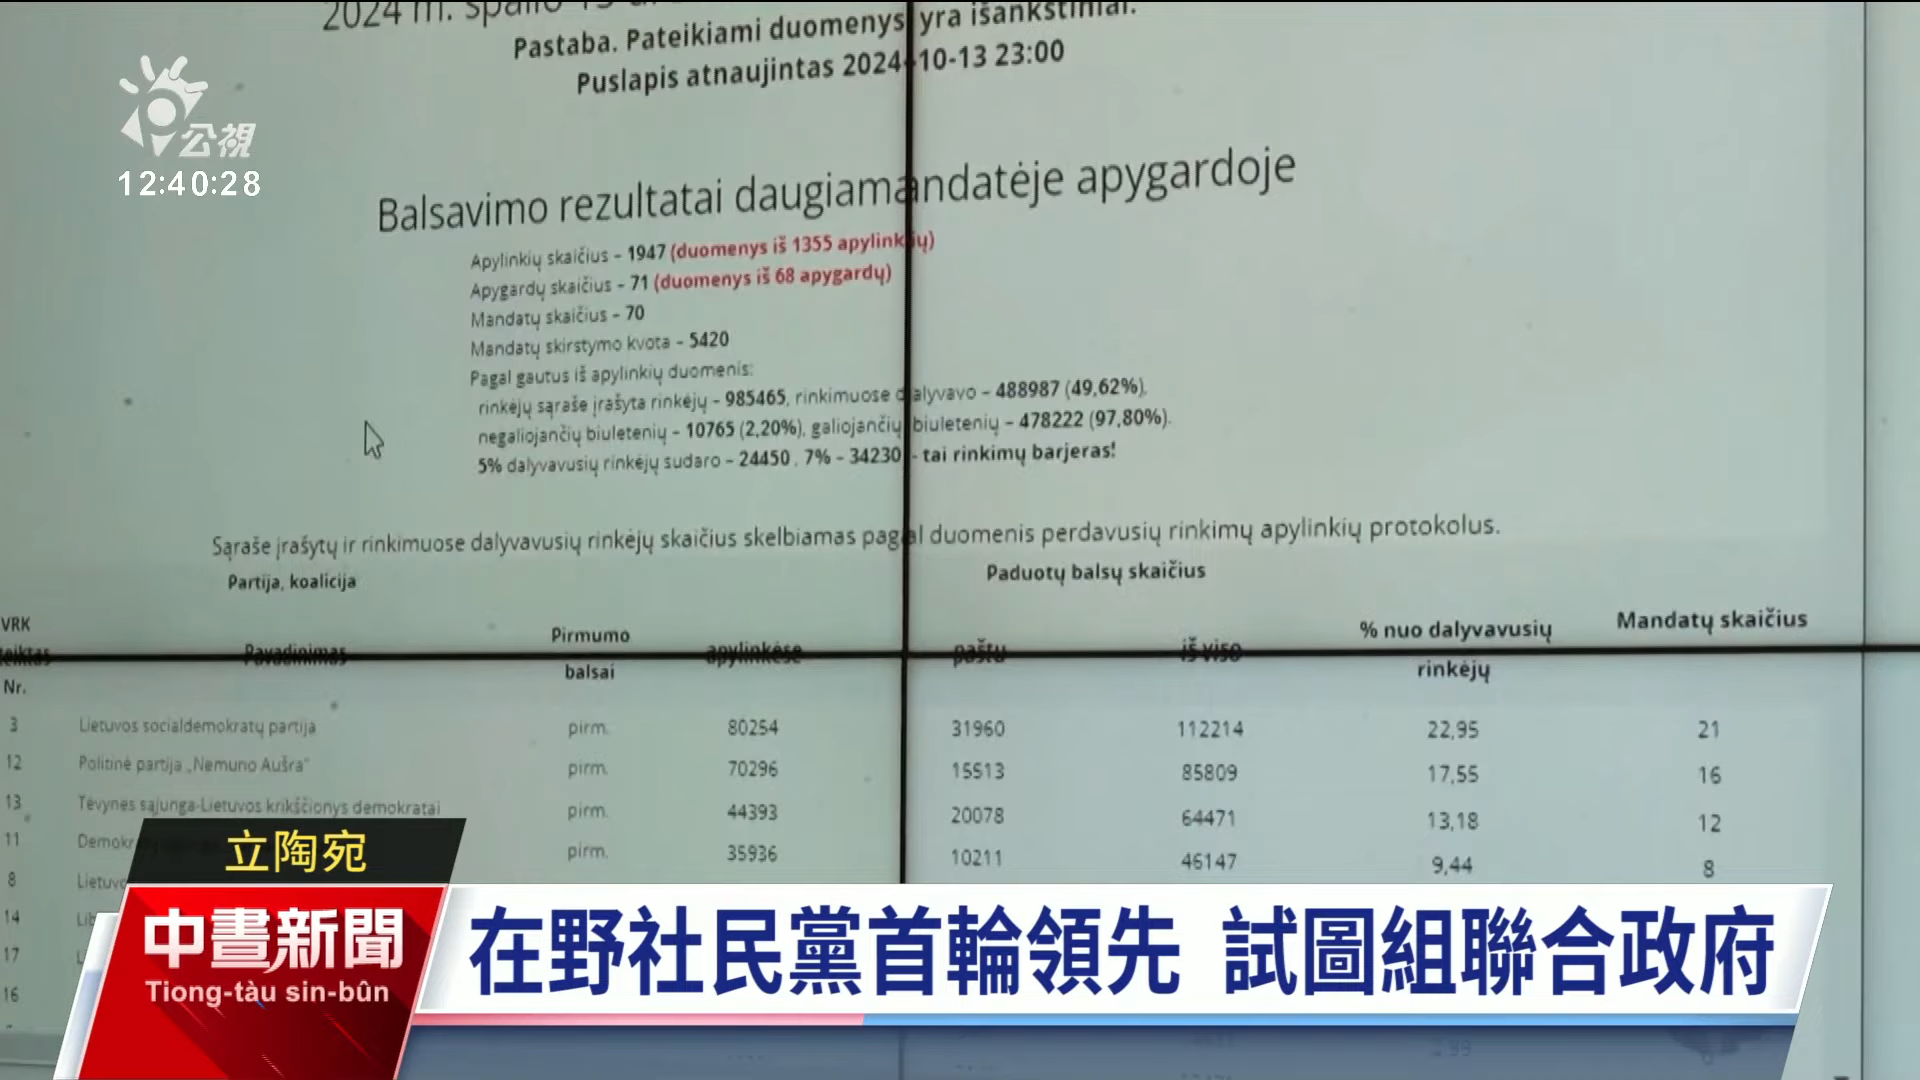 2024 m. spalio 13 d.
Pastaba. Pateikiami duomenys yra išankstiniai.
Puslapis atnaujintas 2024-10-13 23:00
公視
12:40:28
Balsavimo rezultatai daugiamandatėje apygardoje
Apylinkių skaičius – 1947 (duomenys iš 1355 apylinkių)
Apygardų skaičius – 71 (duomenys iš 68 apygardų)
Mandatų skaičius – 70
Mandatų skirstymo kvota – 5420
Pagal gautus iš apylinkių duomenis:
rinkėjų sąraše įrašyta rinkėjų – 985465, rinkimuose dalyvavo – 488987 (49,62%),
negaliojančių biuletenių – 10765 (2,20%), galiojančių biuletenių – 478222 (97,80%).
5% dalyvavusių rinkėjų sudaro – 24450 , 7% – 34230 - tai rinkimų barjeras!
Sąraše įrašytų ir rinkimuose dalyvavusių rinkėjų skaičius skelbiamas pagal duomenis perdavusių rinkimų apylinkių protokolus.
Partija, koalicija Paduotų balsų skaičius
VRK Pavadinimas Pirmumo balsai apylinkėse paštu iš viso % nuo dalyvavusių rinkėjų Mandatų skaičius
Nr.
3 Lietuvos socialdemokratų partija pirm. 80254 31960 112214 22,95 21
12 Politinė partija „Nemuno Aušra“ pirm. 70296 15513 85809 17,55 16
13 Tėvynės sąjunga-Lietuvos krikščionys demokratai pirm. 44393 20078 64471 13,18 12
11 Demokr pirm. 35936 10211 46147 9,44 8
8 Lietuvo
14 Lib
17 L
16
立陶宛
中晝新聞
Tiong-tàu sin-bûn
在野社民黨首輪領先 試圖組聯合政府